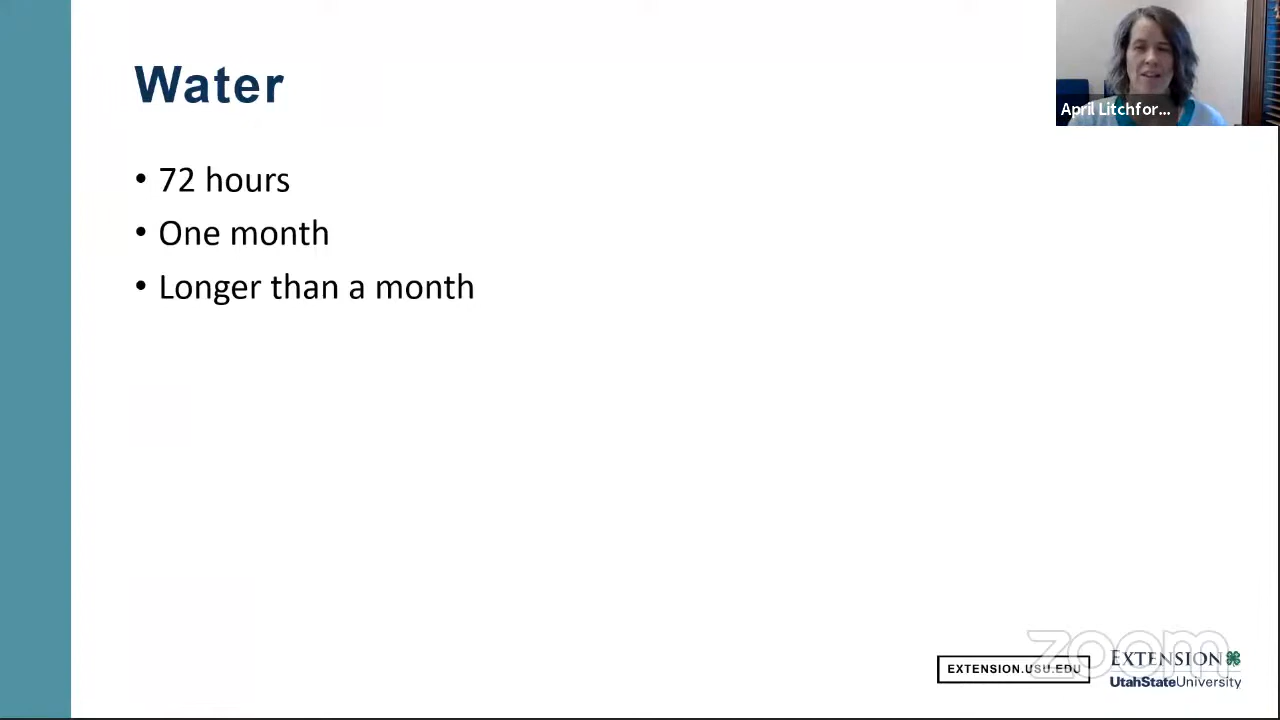 Water
April Litchfor...
• 72 hours
• One month
• Longer than a month
zoom
EXTENSION.USU.EDU
EXTENSION
UtahStateUniversity